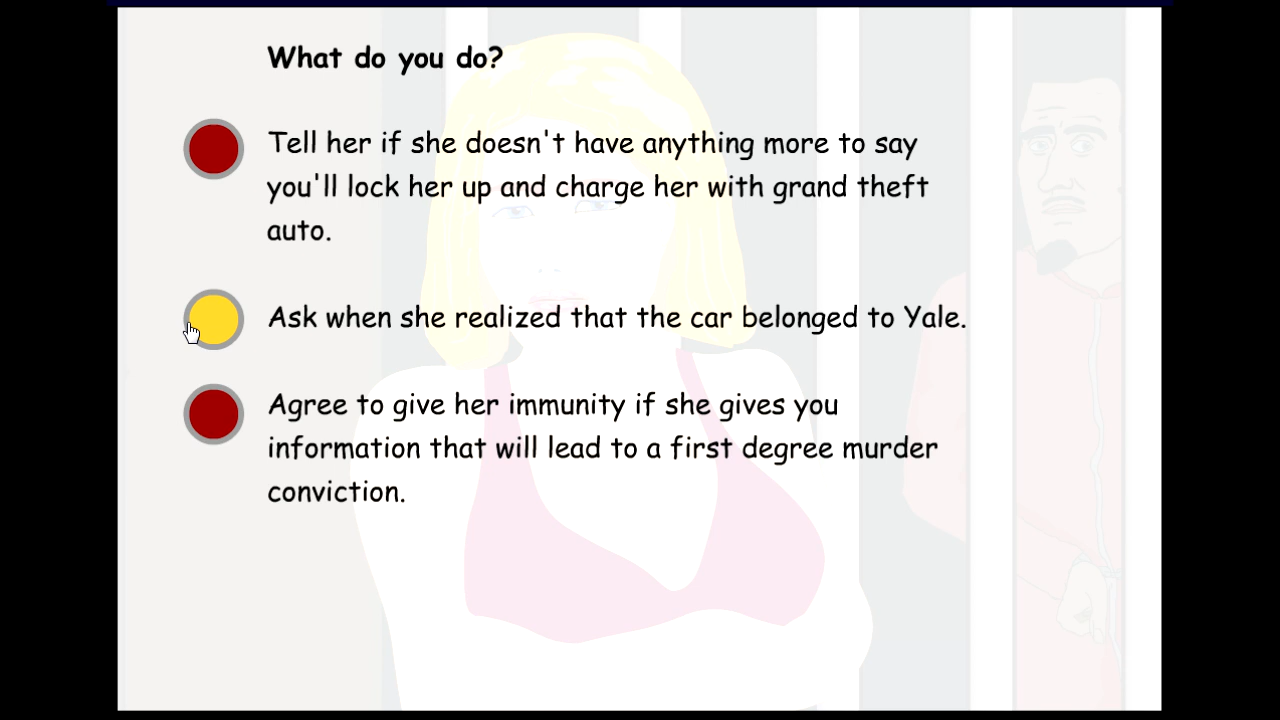 What do you do?
Tell her if she doesn't have anything more to say
you'll lock her up and charge her with grand theft
auto.
Ask when she realized that the car belonged to Yale.
Agree to give her immunity if she gives you
information that will lead to a first degree murder
conviction.